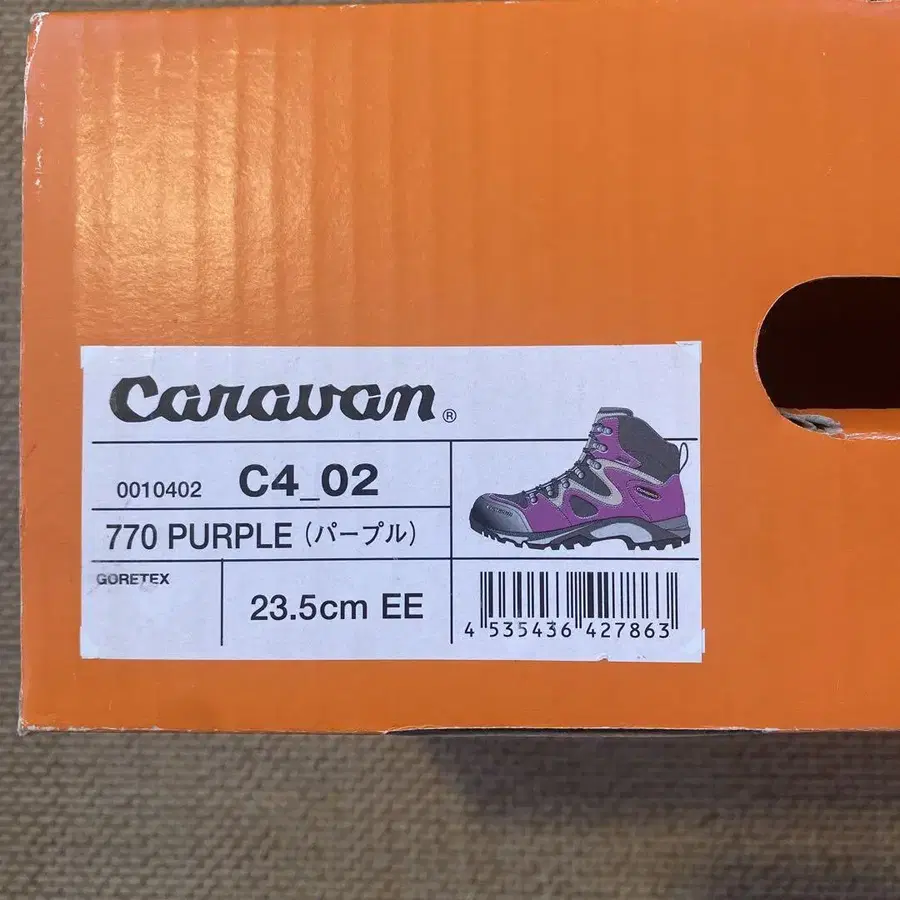 Caravan®
0010402 C4_02
770 PURPLE (パープル)
GORETEX
23.5cm EE
4 535436 427863